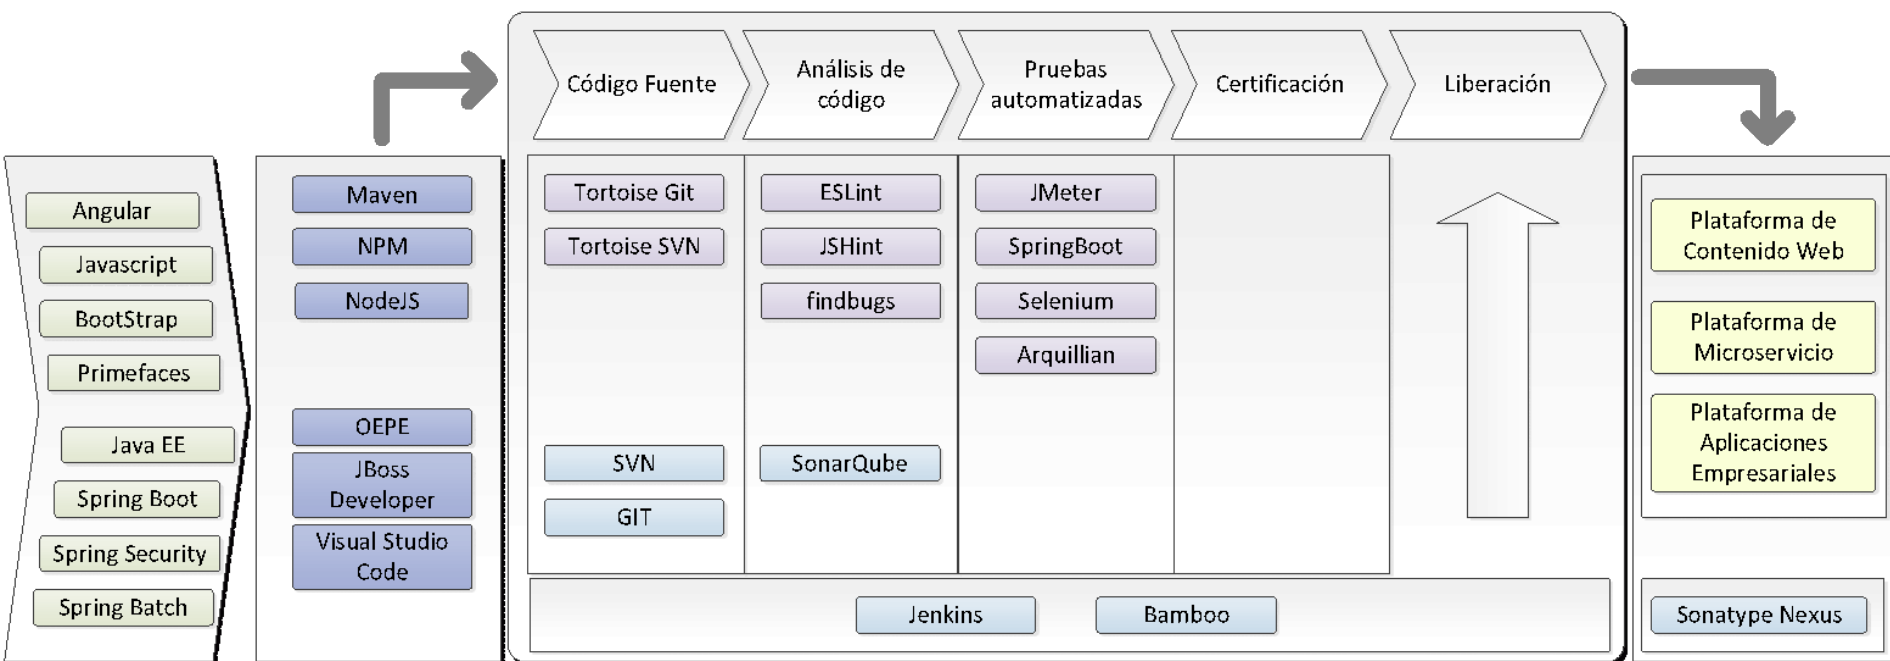 Angular
Javascript
BootStrap
Primefaces
Java EE
Spring Boot
Spring Security
Spring Batch
Maven
NPM
NodeJS
OEPE
JBoss
Developer
Visual Studio
Code
Código Fuente
Análisis de
código
Pruebas
automatizadas
Certificación
Liberación
Tortoise Git
Tortoise SVN
SVN
GIT
ESLint
JSHint
findbugs
SonarQube
JMeter
SpringBoot
Selenium
Arquillian
Jenkins
Bamboo
Plataforma de
Contenido Web
Plataforma de
Microservicio
Plataforma de
Aplicaciones
Empresariales
Sonatype Nexus